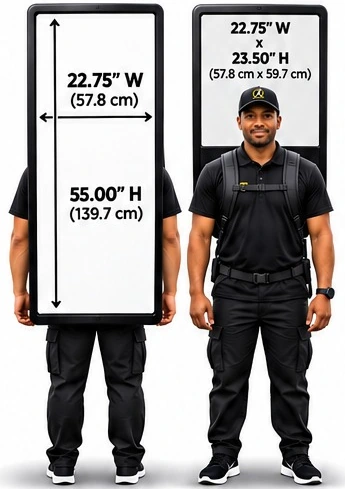 22.75" W
(57.8 cm)
55.00" H
(139.7 cm)
22.75" W
x
23.50" H
(57.8 cm x 59.7 cm)